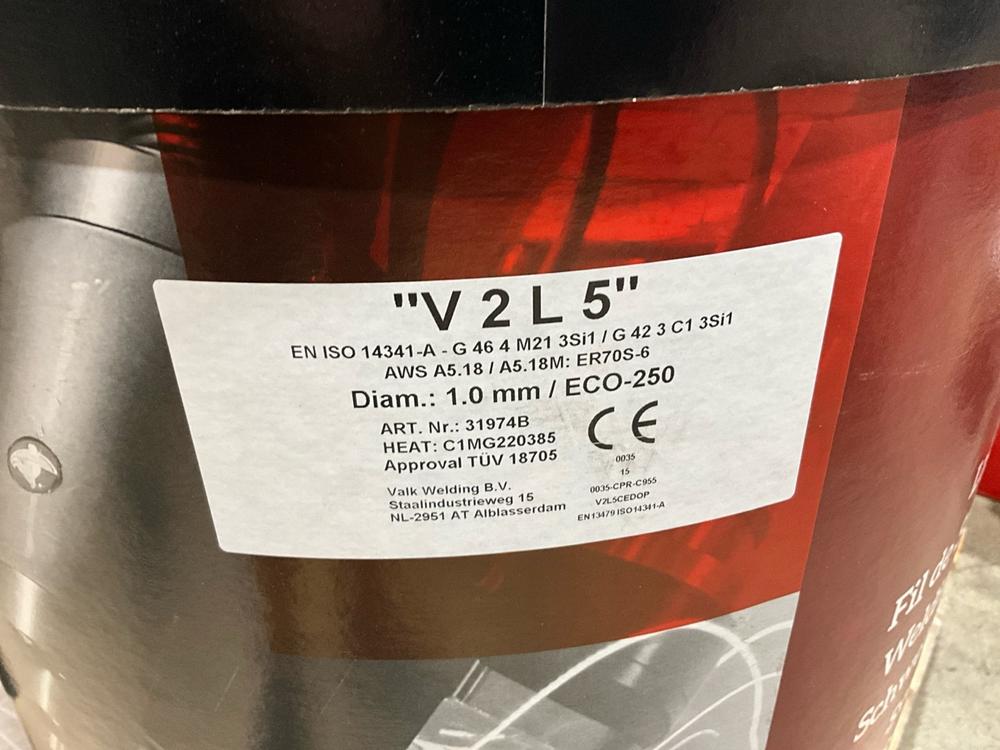 "V 2 L 5"
EN ISO 14341-A - G 46 4 M21 3Si1 / G 42 3 C1 3Si1
AWS A5.18 / A5.18M: ER70S-6
Diam.: 1.0 mm / ECO-250
ART. Nr.: 31974B
HEAT: C1MG220385
Approval TÜV 18705
CE
0035
15
0035-CPR-C955
V2L5CEDOP
EN13479 ISO14341-A
Valk Welding B.V.
Staalindustrieweg 15
NL-2951 AT Alblasserdam
Fil de